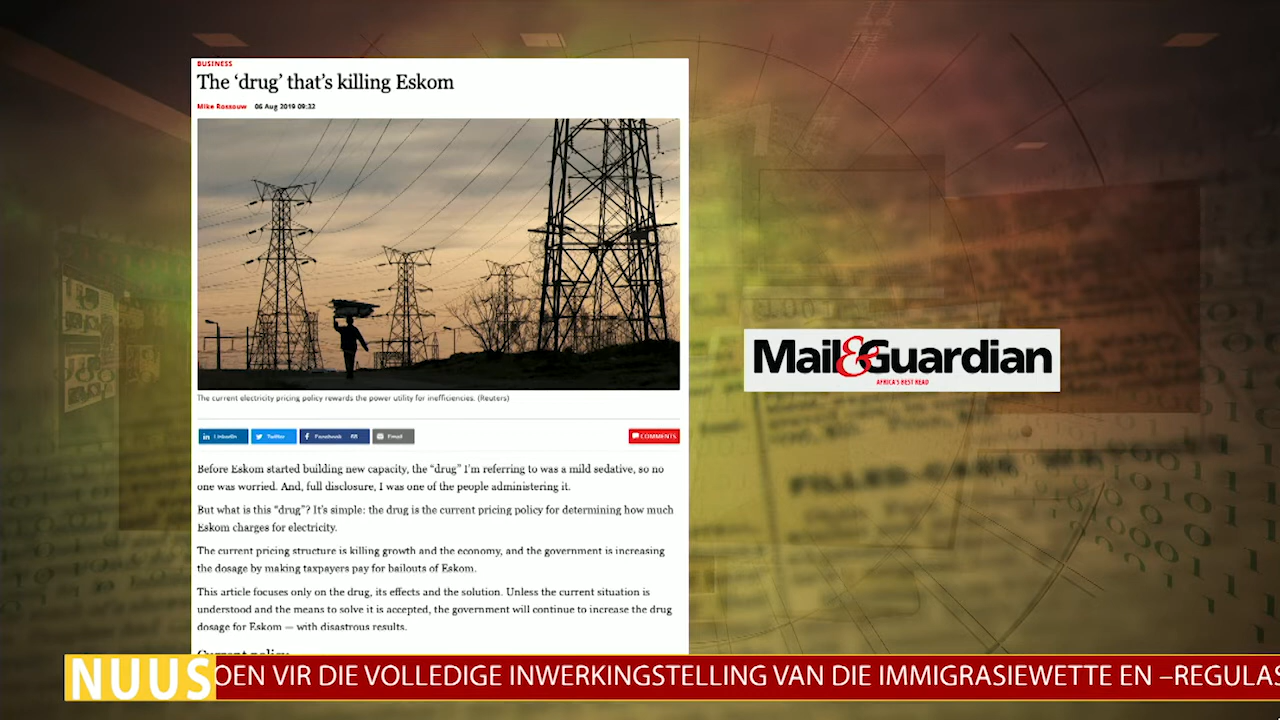 BUSINESS
The ‘drug’ that’s killing Eskom
Mike Rossouw 06 Aug 2019 09:32
The current electricity pricing policy rewards the power utility for inefficiencies. (Reuters)
LinkedIn Twitter Facebook Email COMMENTS
Before Eskom started building new capacity, the “drug” I’m referring to was a mild sedative, so no
one was worried. And, full disclosure, I was one of the people administering it.
But what is this “drug”? It’s simple: the drug is the current pricing policy for determining how much
Eskom charges for electricity.
The current pricing structure is killing growth and the economy, and the government is increasing
the dosage by making taxpayers pay for bailouts of Eskom.
This article focuses only on the drug, its effects and the solution. Unless the current situation is
understood and the means to solve it is accepted, the government will continue to increase the drug
dosage for Eskom — with disastrous results.
Current policy
Mail&Guardian
AFRICA'S BEST READ
NUUS OEN VIR DIE VOLLEDIGE INWERKINGSTELLING VAN DIE IMMIGRASIEWETTE EN –REGULAS